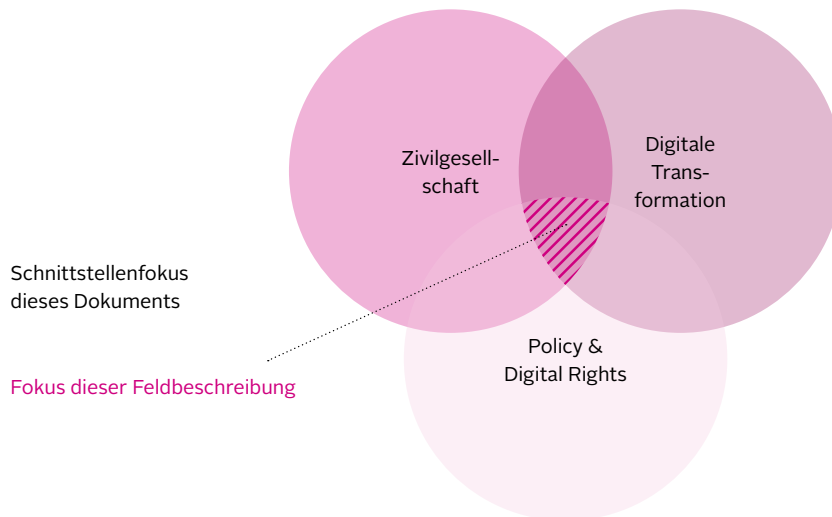 Zivilgesell-
schaft
Digitale
Trans-
formation
Schnittstellenfokus
dieses Dokuments
Policy &
Digital Rights
Fokus dieser Feldbeschreibung